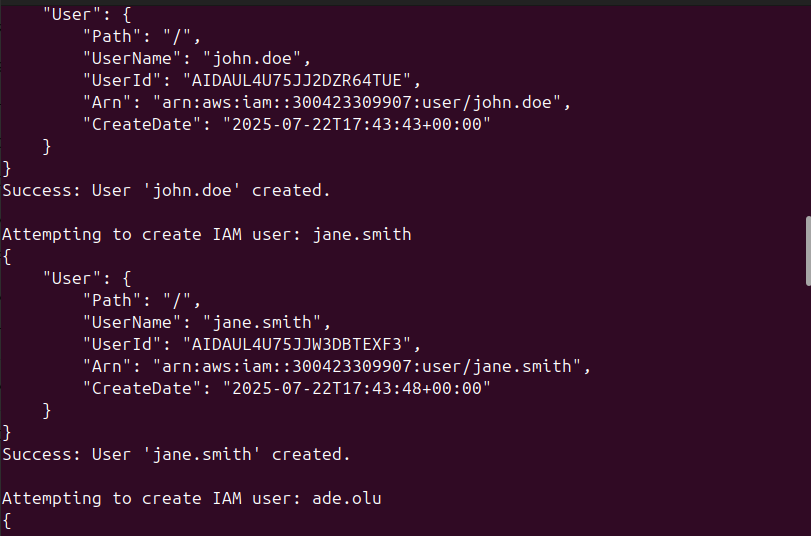 "User": {
        "Path": "/",
        "UserName": "john.doe",
        "UserId": "AIDAUL4U75JJ2DZR64TUE",
        "Arn": "arn:aws:iam::300423309907:user/john.doe",
        "CreateDate": "2025-07-22T17:43:43+00:00"
    }
}
Success: User 'john.doe' created.

Attempting to create IAM user: jane.smith
{
    "User": {
        "Path": "/",
        "UserName": "jane.smith",
        "UserId": "AIDAUL4U75JJW3DBTEXF3",
        "Arn": "arn:aws:iam::300423309907:user/jane.smith",
        "CreateDate": "2025-07-22T17:43:48+00:00"
    }
}
Success: User 'jane.smith' created.

Attempting to create IAM user: ade.olu
{